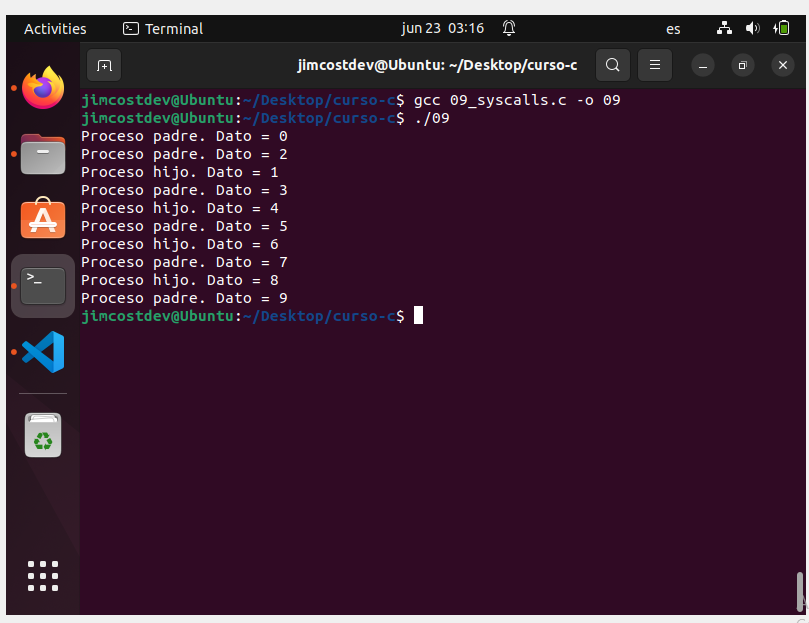 Activities
Terminal
jun 23 03:16
es
jimcostdev@Ubuntu: ~/Desktop/curso-c
jimcostdev@Ubuntu:~/Desktop/curso-c$ gcc 09_syscalls.c -o 09
jimcostdev@Ubuntu:~/Desktop/curso-c$ ./09
Proceso padre. Dato = 0
Proceso padre. Dato = 2
Proceso hijo. Dato = 1
Proceso padre. Dato = 3
Proceso hijo. Dato = 4
Proceso padre. Dato = 5
Proceso hijo. Dato = 6
Proceso padre. Dato = 7
Proceso hijo. Dato = 8
Proceso padre. Dato = 9
jimcostdev@Ubuntu:~/Desktop/curso-c$